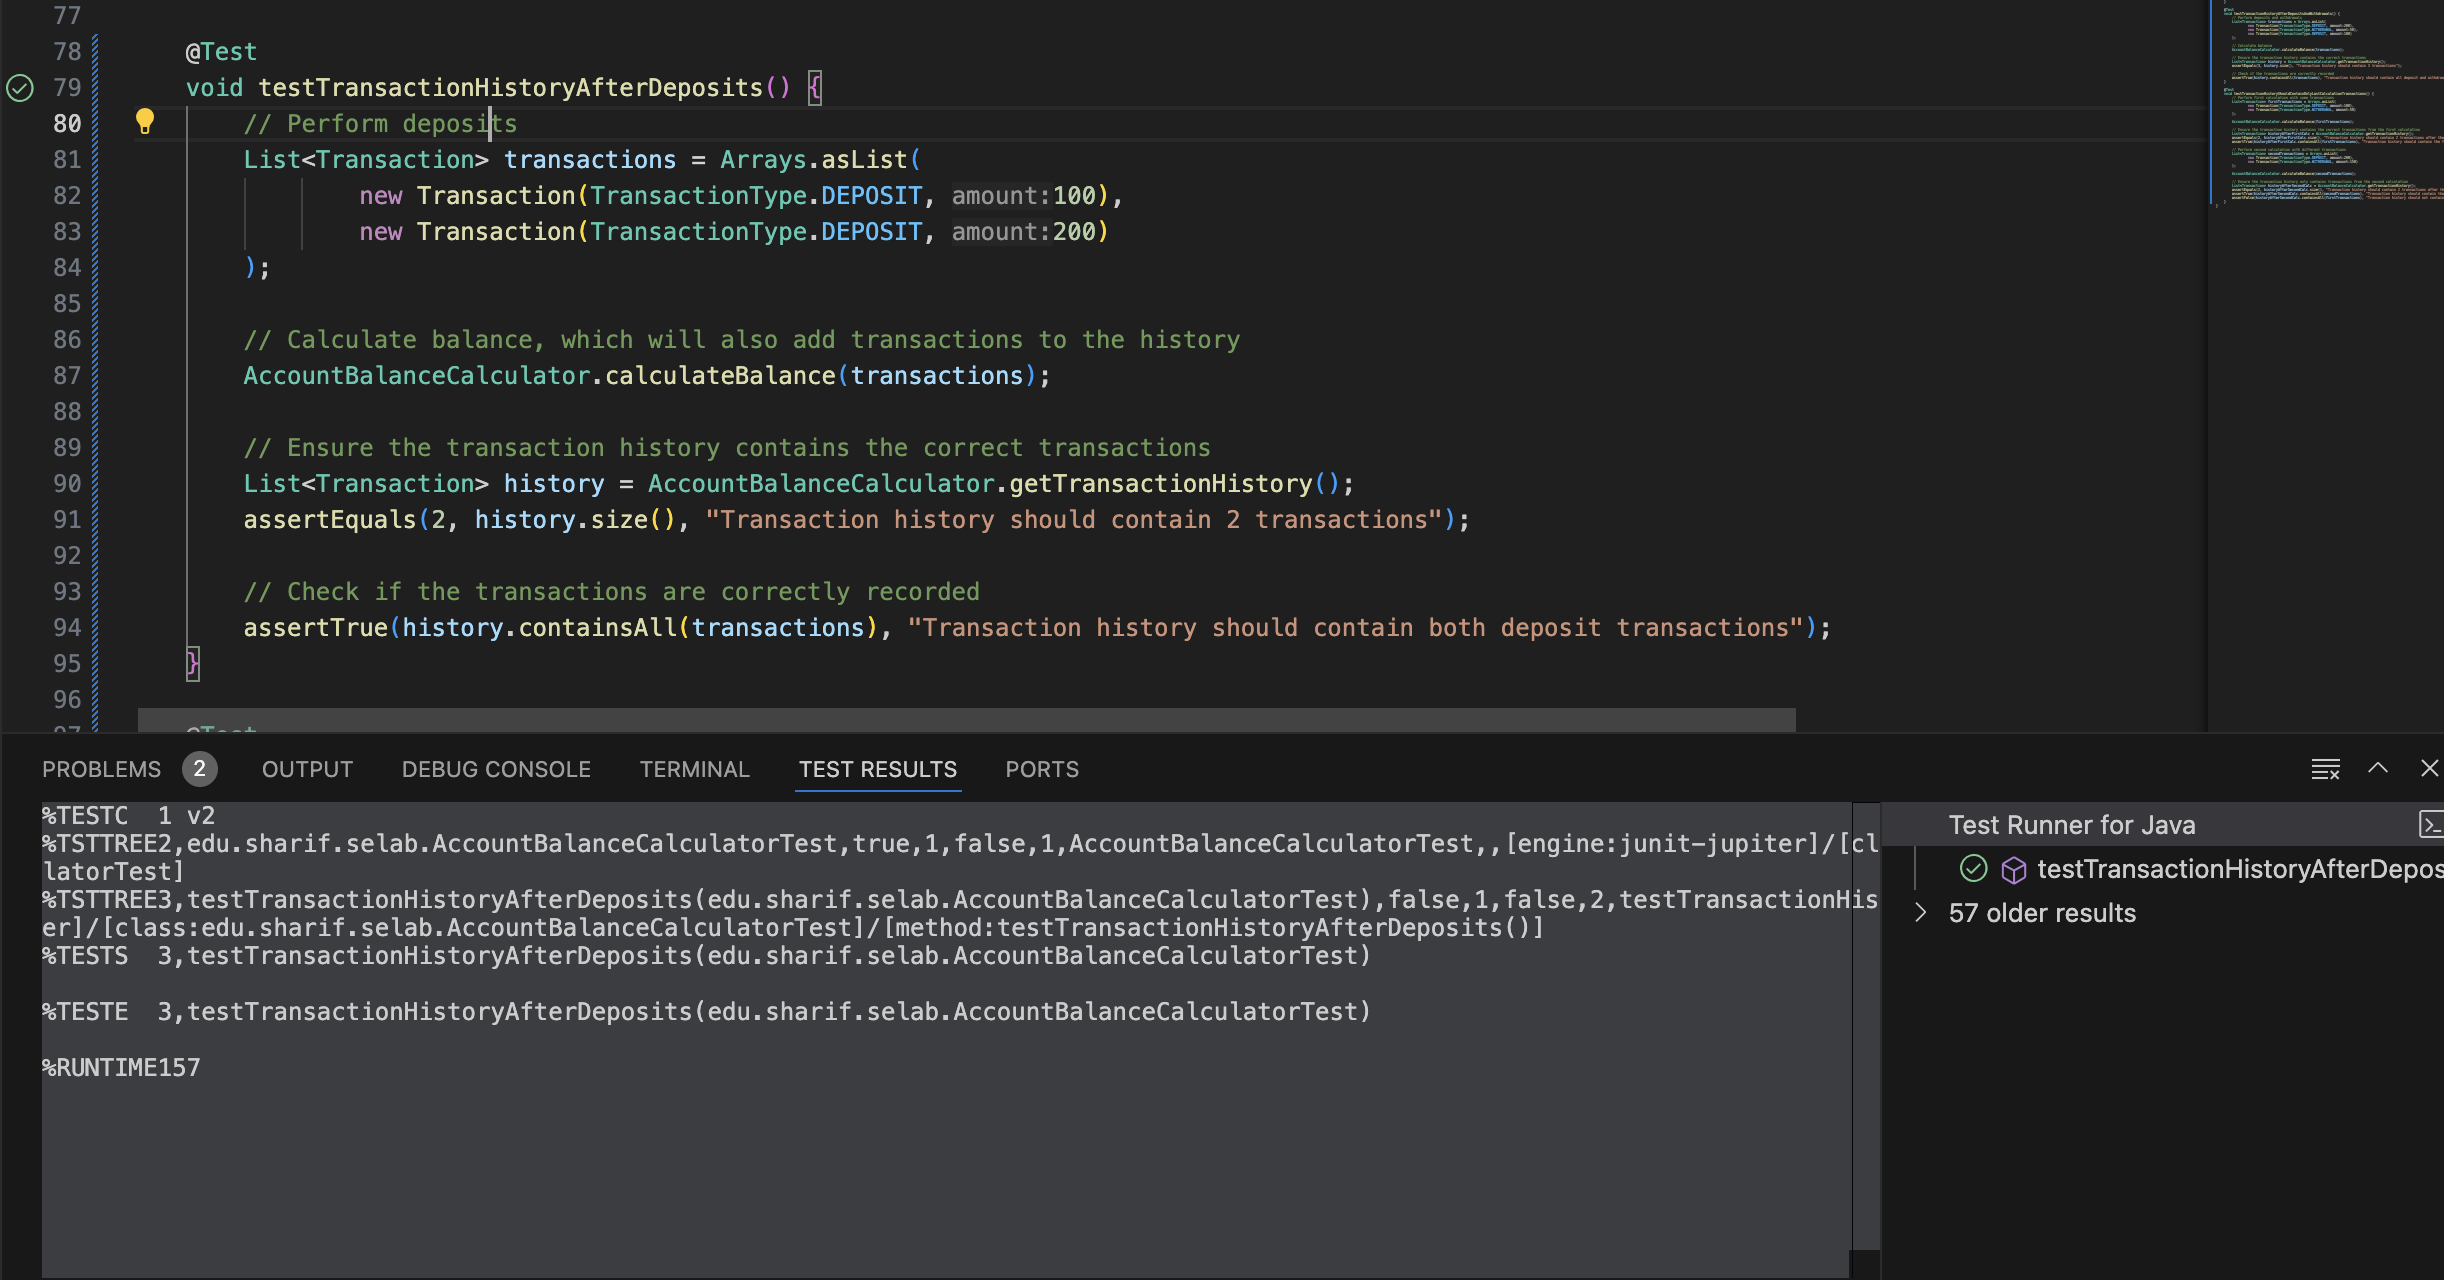 77
78 @Test
79 void testTransactionHistoryAfterDeposits() {
80 // Perform deposits
81 List<Transaction> transactions = Arrays.asList(
82 new Transaction(TransactionType.DEPOSIT, amount:100),
83 new Transaction(TransactionType.DEPOSIT, amount:200)
84 );
85
86 // Calculate balance, which will also add transactions to the history
87 AccountBalanceCalculator.calculateBalance(transactions);
88
89 // Ensure the transaction history contains the correct transactions
90 List<Transaction> history = AccountBalanceCalculator.getTransactionHistory();
91 assertEquals(2, history.size(), "Transaction history should contain 2 transactions");
92
93 // Check if the transactions are correctly recorded
94 assertTrue(history.containsAll(transactions), "Transaction history should contain both deposit transactions");
95 }
96
97 @Test
PROBLEMS 2 OUTPUT DEBUG CONSOLE TERMINAL TEST RESULTS PORTS
%TESTC 1 v2
%TSTTREE2,edu.sharif.selab.AccountBalanceCalculatorTest,true,1,false,1,AccountBalanceCalculatorTest,,[engine:junit-jupiter]/[cl
latorTest]
%TSTTREE3,testTransactionHistoryAfterDeposits(edu.sharif.selab.AccountBalanceCalculatorTest),false,1,false,2,testTransactionHis
er]/[class:edu.sharif.selab.AccountBalanceCalculatorTest]/[method:testTransactionHistoryAfterDeposits()]
%TESTS 3,testTransactionHistoryAfterDeposits(edu.sharif.selab.AccountBalanceCalculatorTest)
%TESTE 3,testTransactionHistoryAfterDeposits(edu.sharif.selab.AccountBalanceCalculatorTest)
%RUNTIME157
Test Runner for Java
testTransactionHistoryAfterDepos
57 older results